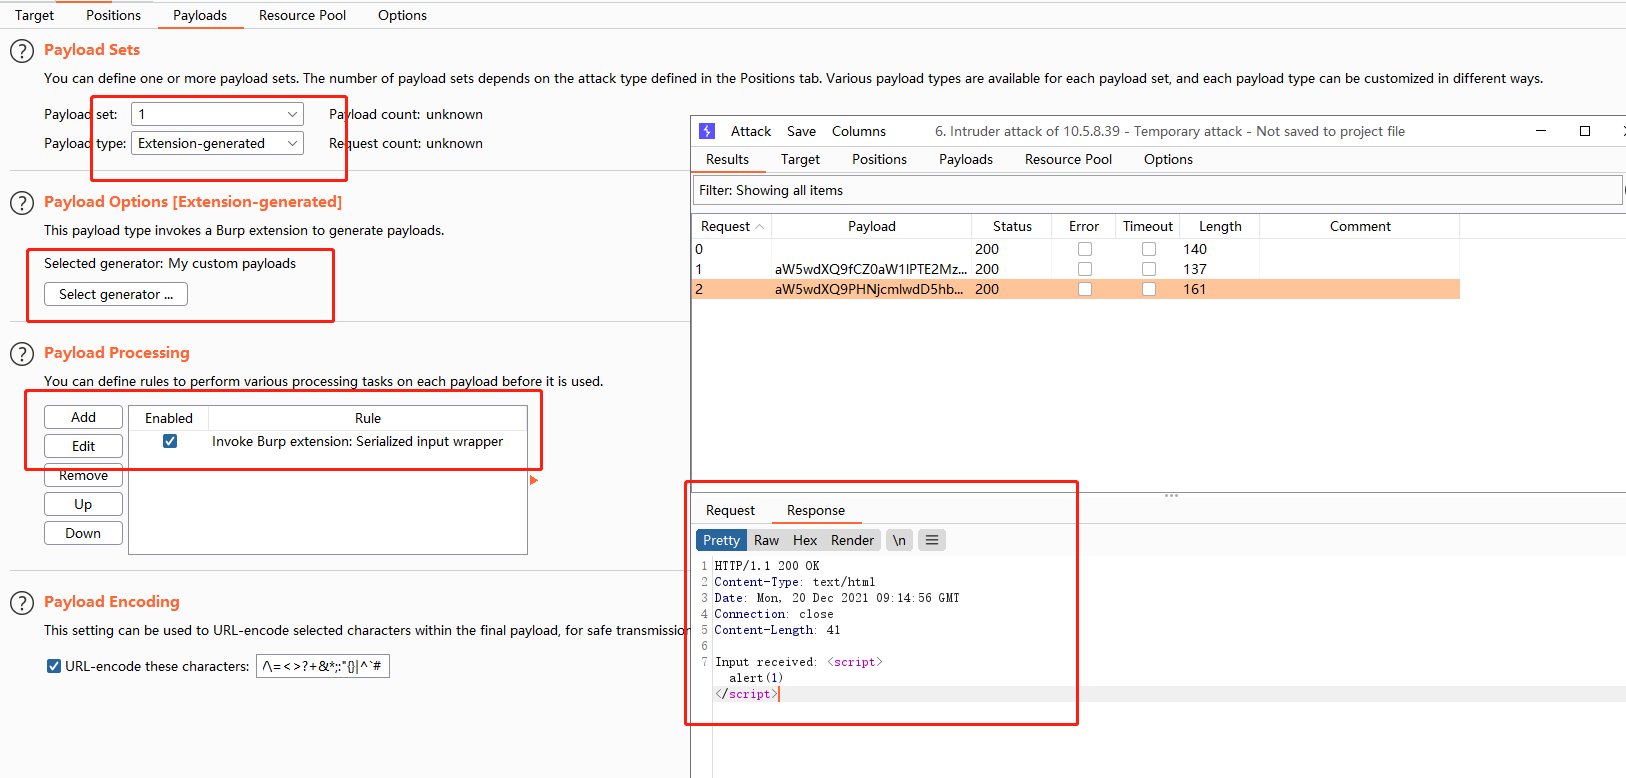 Target Positions Payloads Resource Pool Options
? Payload Sets
You can define one or more payload sets. The number of payload sets depends on the attack type defined in the Positions tab. Various payload types are available for each payload set, and each payload type can be customized in different ways.
Payload set: 1 Payload count: unknown
Payload type: Extension-generated Request count: unknown
? Payload Options [Extension-generated]
This payload type invokes a Burp extension to generate payloads.
Selected generator: My custom payloads
Select generator ...
? Payload Processing
You can define rules to perform various processing tasks on each payload before it is used.
Add
Edit
Remove
Up
Down
Enabled Rule
Invoke Burp extension: Serialized input wrapper
? Payload Encoding
This setting can be used to URL-encode selected characters within the final payload, for safe transmission
URL-encode these characters: /\=<>?+&*;:"{}|^`#
Attack Save Columns 6. Intruder attack of 10.5.8.39 - Temporary attack - Not saved to project file
Results Target Positions Payloads Resource Pool Options
Filter: Showing all items
Request Payload Status Error Timeout Length Comment
0 200 140
1 aW5wdXQ9fCZ0aW1lPTE2Mz... 200 137
2 aW5wdXQ9PHNjcmlwdD5hb... 200 161
Request Response
Pretty Raw Hex Render \n
1 HTTP/1.1 200 OK
2 Content-Type: text/html
3 Date: Mon, 20 Dec 2021 09:14:56 GMT
4 Connection: close
5 Content-Length: 41
6
7 Input received: <script>
alert(1)
</script>